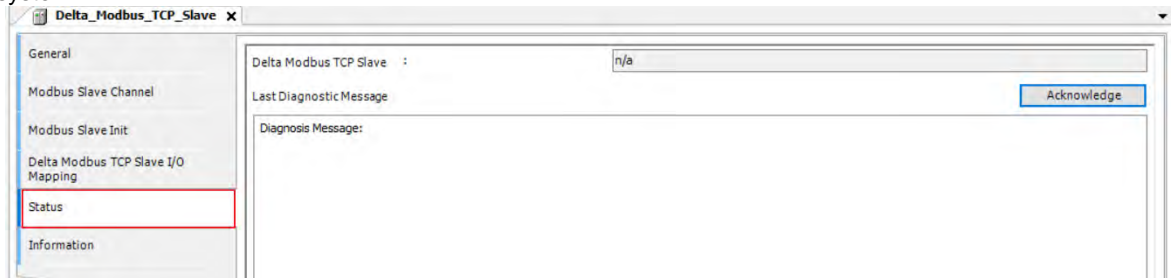 Delta_Modbus_TCP_Slave
General
Modbus Slave Channel
Modbus Slave Init
Delta Modbus TCP Slave I/O
Mapping
Status
Information
Delta Modbus TCP Slave :
n/a
Last Diagnostic Message
Acknowledge
Diagnosis Message: